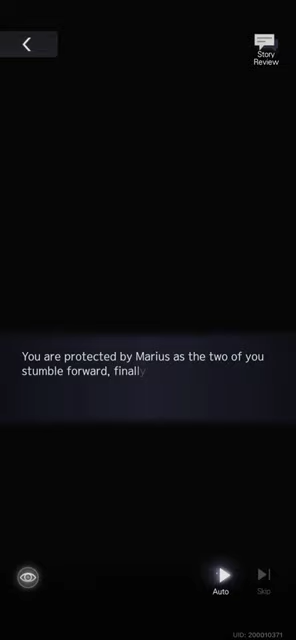 Story
Review
You are protected by Marius as the two of you
stumble forward, finally
Auto
Skip
UID: 200010371